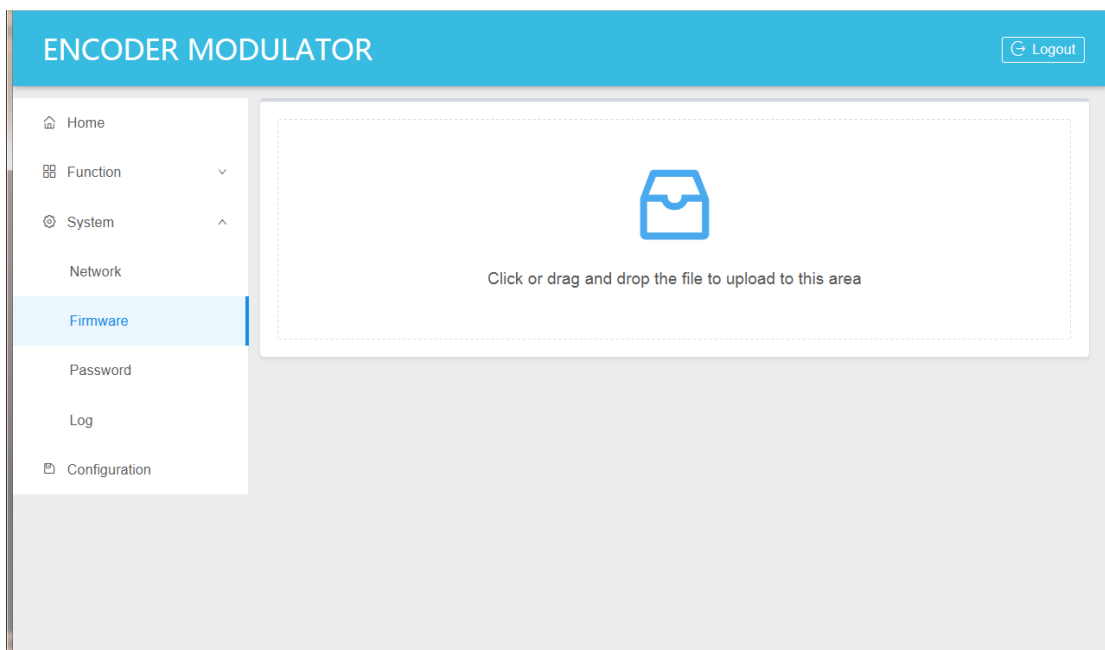 ENCODER MODULATOR
Logout
Home
Function
System
Network
Firmware
Password
Log
Configuration
Click or drag and drop the file to upload to this area